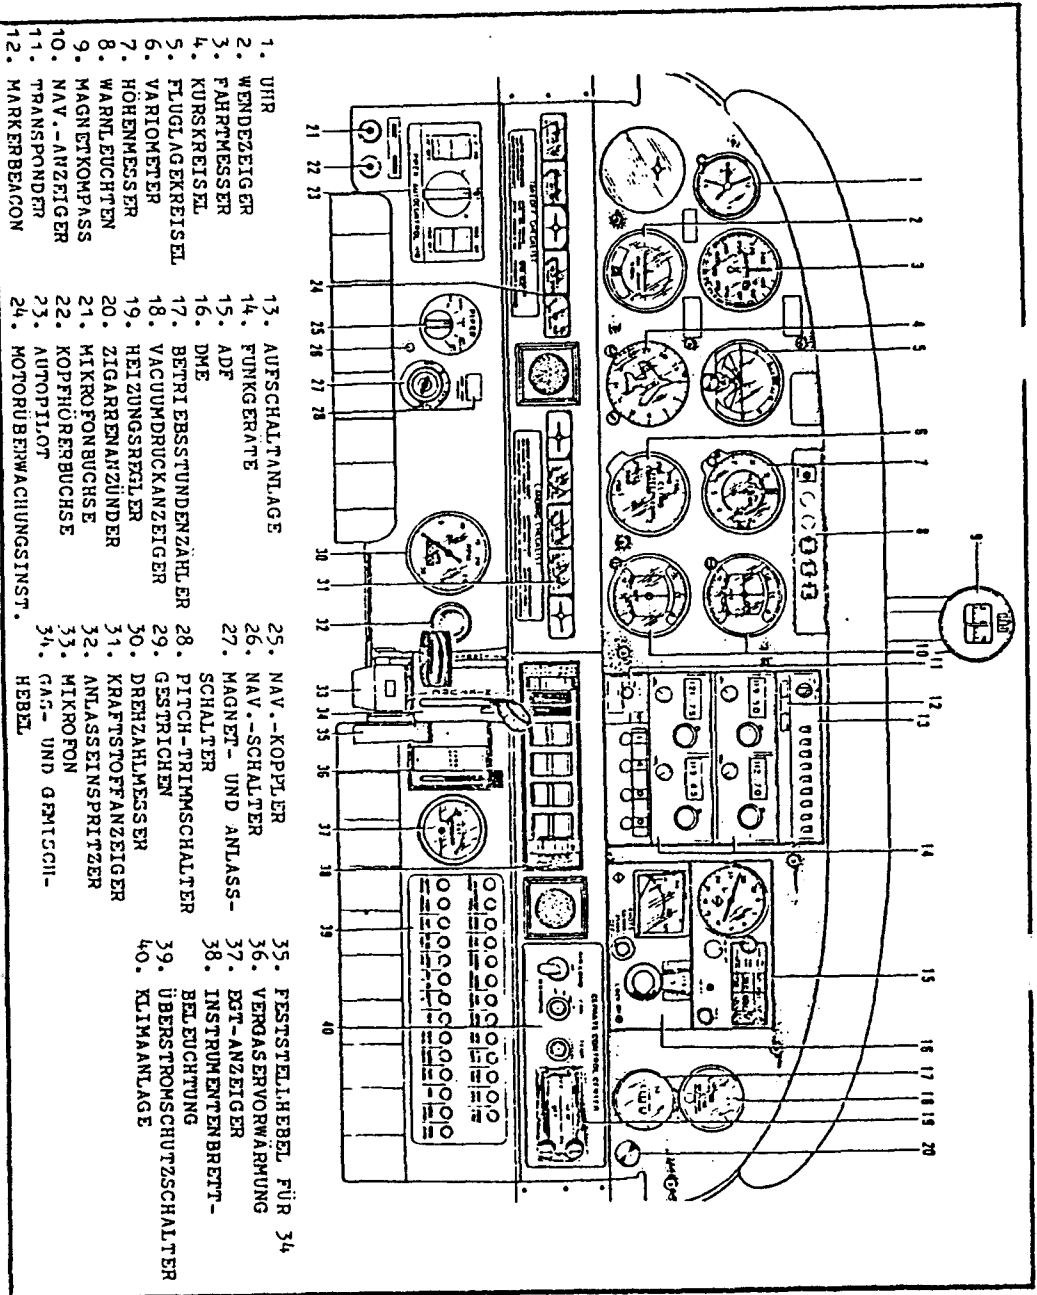 9
1
2
3
4
5
6
7
8
10
11
12
13
14
15
16
17
18
19
20
CLIMATE CONTROL CENTER
PIPER
21
22
23
24
25
26
27
28
30
31
32
33
34
35
36
37
38
39
40
1. UHR
2. WENDEZEIGER
3. FAHRTMESSER
4. KURSKREISEL
5. FLUGLAGEKREISEL
6. VARIOMETER
7. HÖHENMESSER
8. WARNLEUCHTEN
9. MAGNETKOMPASS
10. NAV.-ANZEIGER
11. TRANSPONDER
12. MARKERBEACON
13. AUFSCHALTANLAGE
14. FUNKGERÄTE
15. ADF
16. DME
17. BETRIEBSSTUNDENZÄHLER
18. VACUUMDRUCKANZEIGER
19. HEIZUNGSREGLER
20. ZIGARRENANZÜNDER
21. MIKROFONBUCHSE
22. KOPFHÖRERBUCHSE
23. AUTOPILOT
24. MOTORÜBERWACHUNGSINST.
25. NAV.-KOPPLER
26. NAV.-SCHALTER
27. MAGNET- UND ANLASS-
SCHALTER
28. PITCH-TRIMMSCHALTER
29. GESTRICHEN
30. DREHZAHLMESSER
31. KRAFTSTOFFANZEIGER
32. ANLASSEINSPRITZER
33. MIKROFON
34. GAS- UND GEMISCH-
HEBEL
35. FESTSTELLHEBEL FÜR 34
36. VERGASERVORWÄRMUNG
37. EGT-ANZEIGER
38. INSTRUMENTENBRETT-
BELEUCHTUNG
39. ÜBERSTROMSCHUTZSCHALTER
40. KLIMAANLAGE